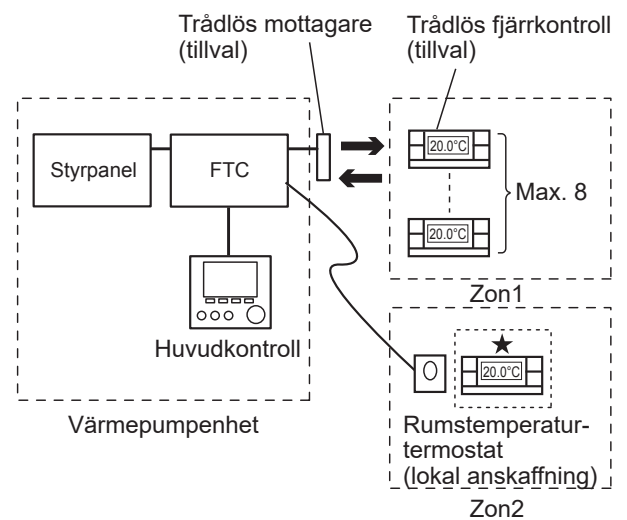 Trådlös mottagare
(tillval)
Trådlös fjärrkontroll
(tillval)
Styrpanel
FTC
20.0°C
Max. 8
20.0°C
Zon1
Huvudkontroll
20.0°C
Värmepumpenhet
Rumstemperatur-
termostat
(lokal anskaffning)
Zon2